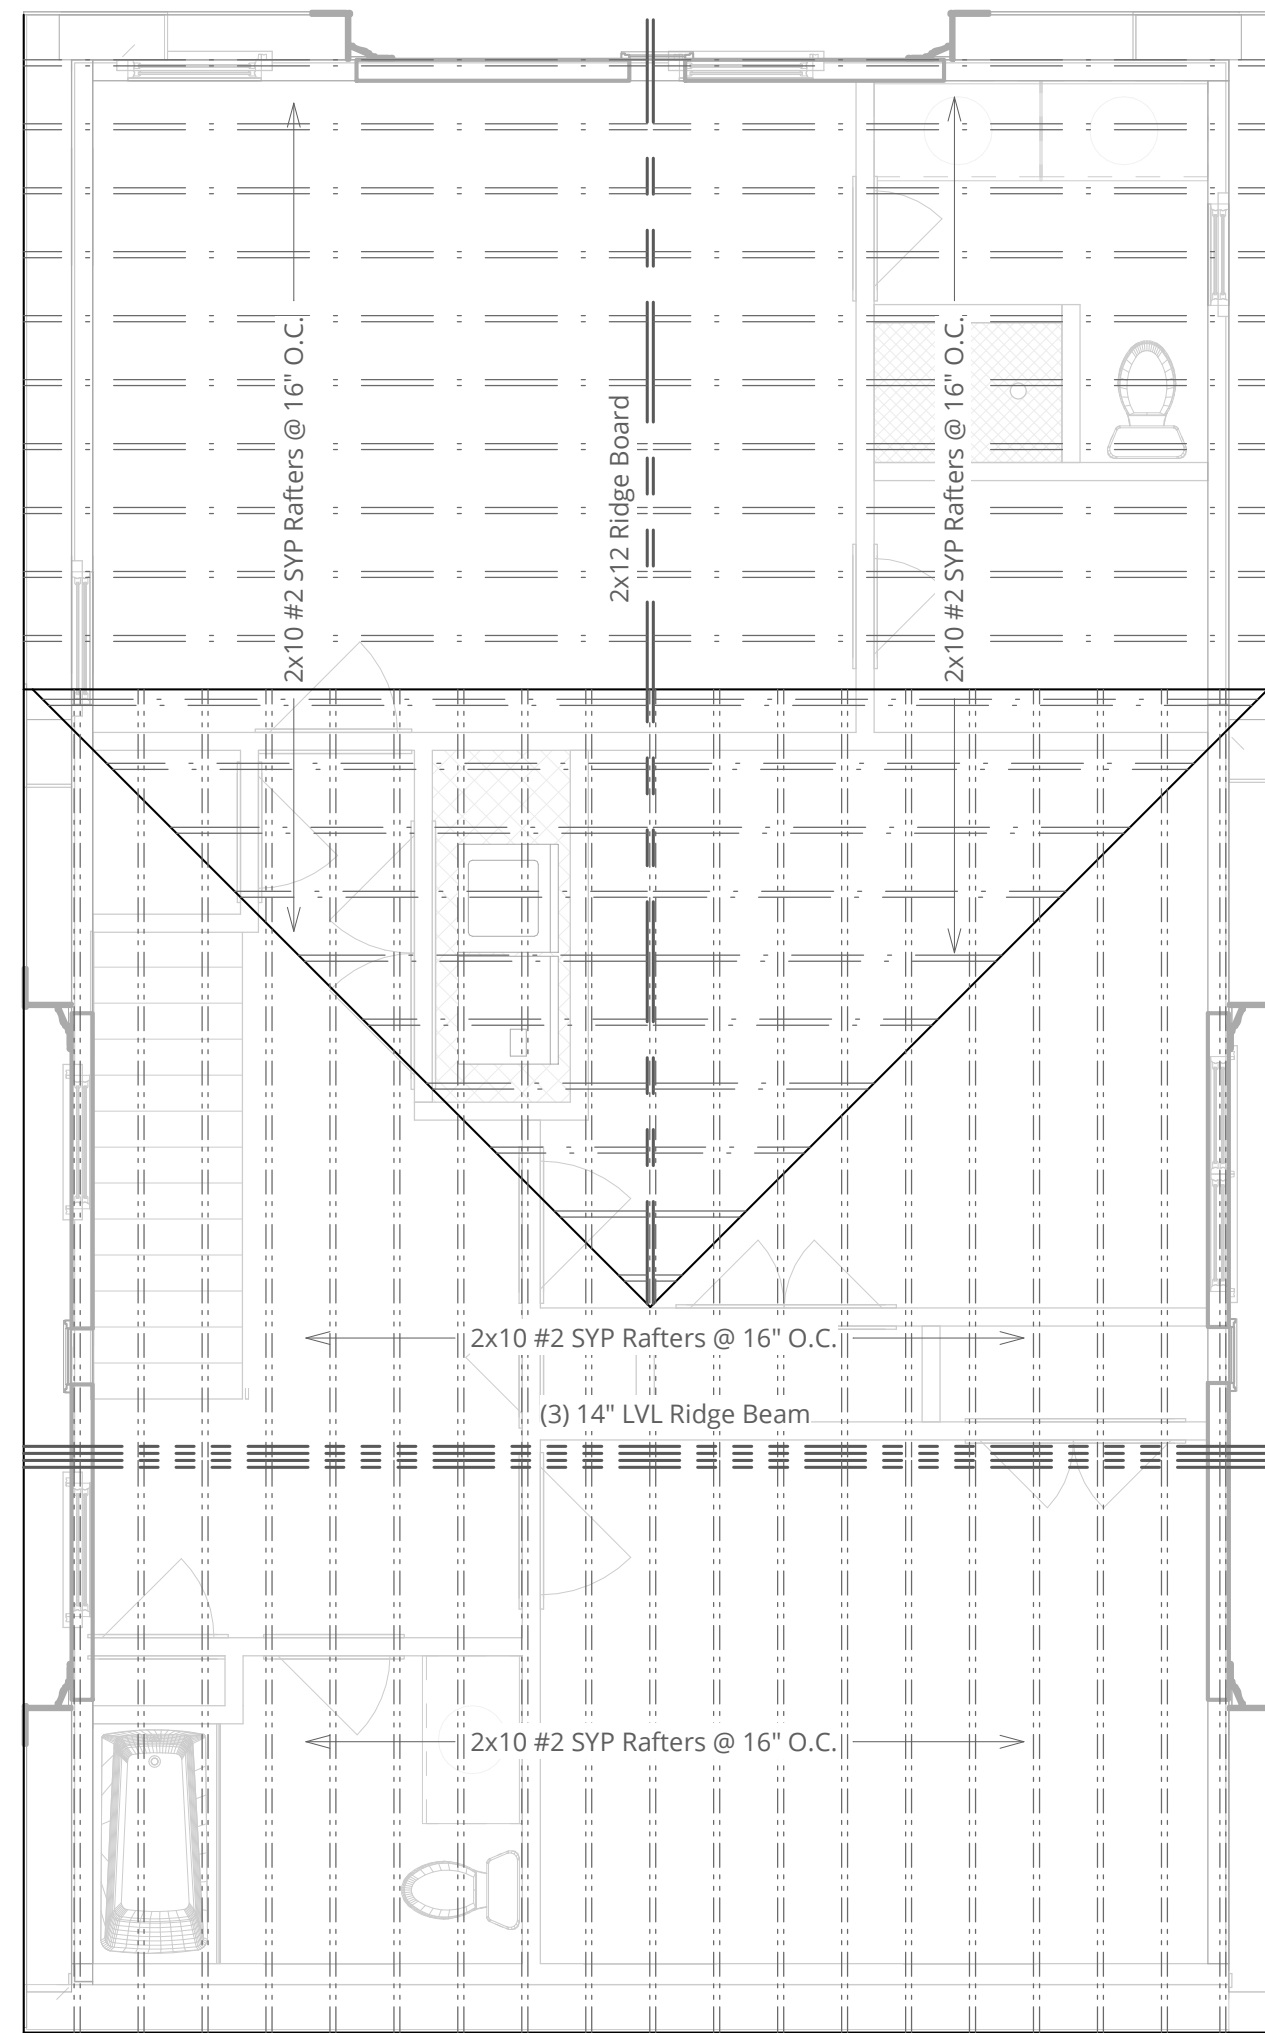 2x10 #2 SYP Rafters @ 16" O.C.
2x12 Ridge Board
2x10 #2 SYP Rafters @ 16" O.C.
2x10 #2 SYP Rafters @ 16" O.C.
(3) 14" LVL Ridge Beam
2x10 #2 SYP Rafters @ 16" O.C.